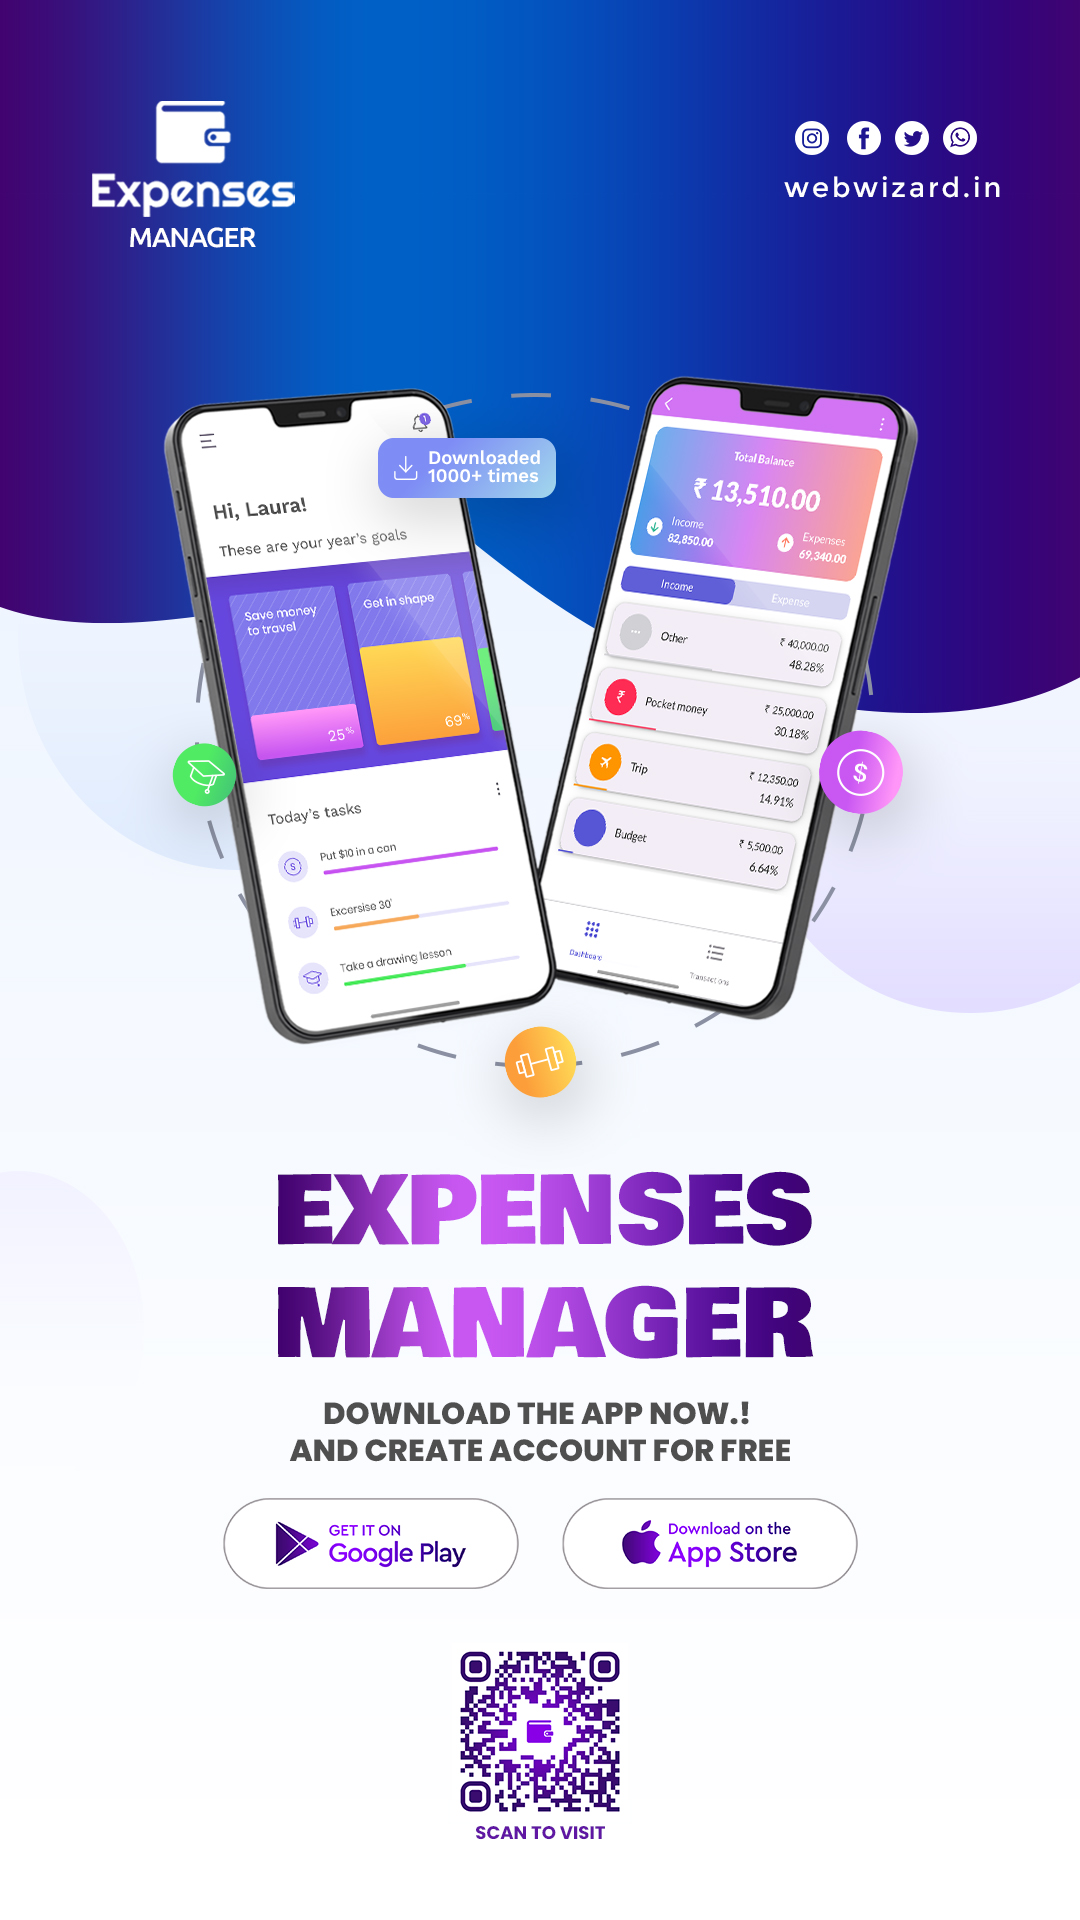 Expenses
MANAGER
webwizard.in
Downloaded
1000+ times
1
Hi, Laura!
These are your year's goals
Save money
to travel
25%
Get in shape
69%
Today's tasks
$
Put $10 in a can
Excersise 30'
Take a drawing lesson
Total Balance
₹ 13,510.00
Income
82,850.00
Expenses
69,340.00
Income
Expense
Other
₹ 40,000.00
48.28%
₹
Pocket money
₹ 25,000.00
30.18%
Trip
₹ 12,350.00
14.91%
Budget
₹ 5,500.00
6.64%
Dashboard
Transactions
$
EXPENSES
MANAGER
DOWNLOAD THE APP NOW.!
AND CREATE ACCOUNT FOR FREE
GET IT ON
Google Play
Download on the
App Store
SCAN TO VISIT